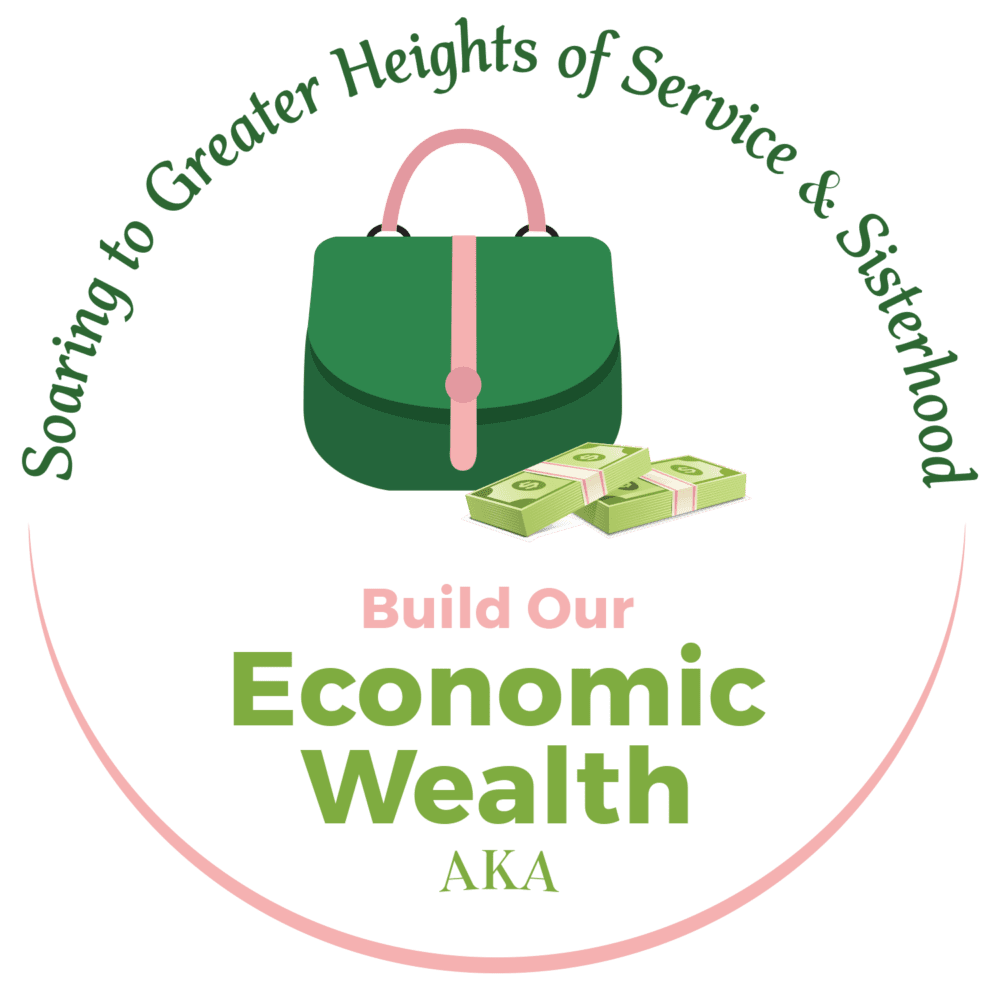 Soaring to Greater Heights of Service & Sisterhood
Build Our
Economic
Wealth
AKA